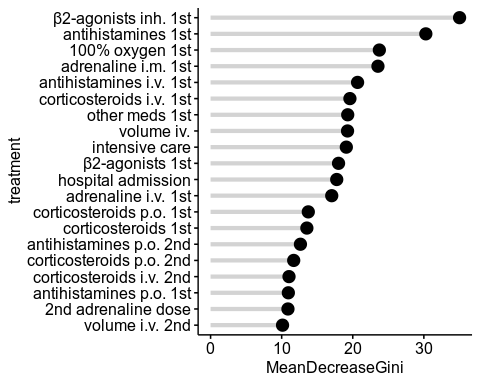 β2-agonists inh. 1st
antihistamines 1st
100% oxygen 1st
adrenaline i.m. 1st
antihistamines i.v. 1st
corticosteroids i.v. 1st
other meds 1st
volume iv.
intensive care
β2-agonists 1st
hospital admission
adrenaline i.v. 1st
corticosteroids p.o. 1st
corticosteroids 1st
antihistamines p.o. 2nd
corticosteroids p.o. 2nd
corticosteroids i.v. 2nd
antihistamines p.o. 1st
2nd adrenaline dose
volume i.v. 2nd
treatment
0 10 20 30
MeanDecreaseGini